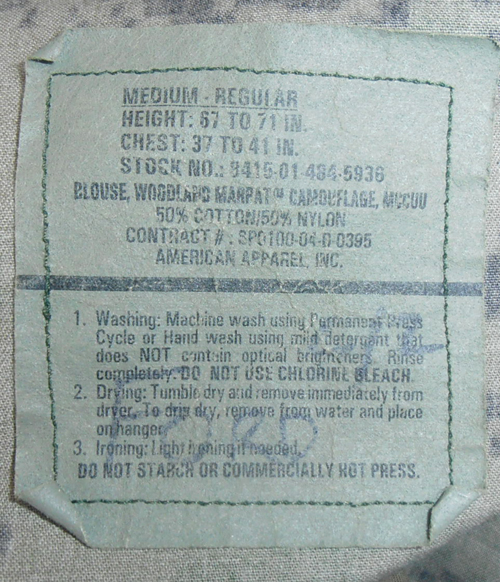 MEDIUM - REGULAR
HEIGHT: 67 TO 71 IN.
CHEST: 37 TO 41 IN.
STOCK NO.: 8415-01-484-5936
BLOUSE, WOODLAND MARPAT™ CAMOUFLAGE, MCCUU
50% COTTON/50% NYLON
CONTRACT #. SP0100-04-D-0395
AMERICAN APPAREL, INC.
1. Washing: Machine wash using Permanent Press
Cycle or Hand wash using mild detergent that
does NOT contain optical brighteners. Rinse
completely. DO NOT USE CHLORINE BLEACH.
2. Drying: Tumble dry and remove immediately from
dryer. To drip dry, remove from water and place
on hanger.
3. Ironing: Light ironing if needed.
DO NOT STARCH OR COMMERCIALLY HOT PRESS.